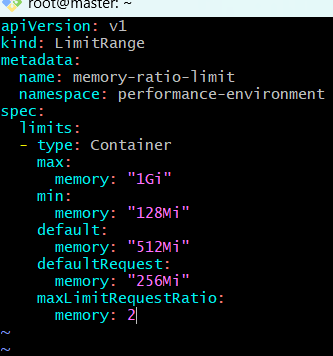 root@master: ~
apiVersion: v1
kind: LimitRange
metadata:
  name: memory-ratio-limit
  namespace: performance-environment
spec:
  limits:
  - type: Container
    max:
      memory: "1Gi"
    min:
      memory: "128Mi"
    default:
      memory: "512Mi"
    defaultRequest:
      memory: "256Mi"
    maxLimitRequestRatio:
      memory: 2
~
~